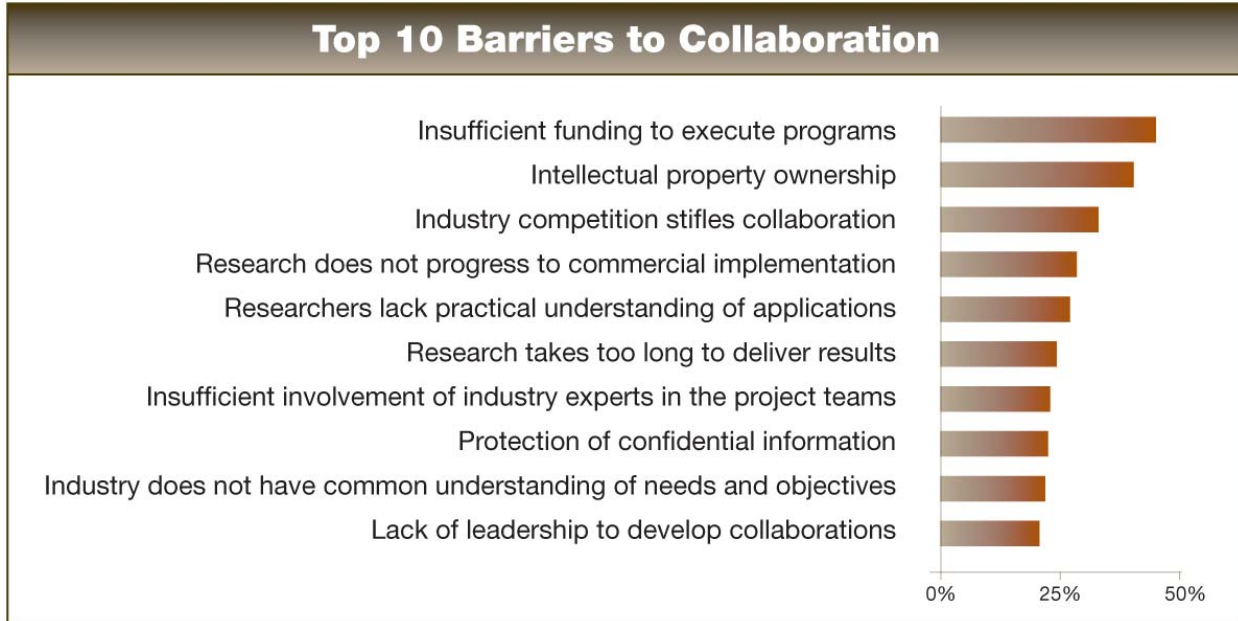 Top 10 Barriers to Collaboration
Insufficient funding to execute programs
Intellectual property ownership
Industry competition stifles collaboration
Research does not progress to commercial implementation
Researchers lack practical understanding of applications
Research takes too long to deliver results
Insufficient involvement of industry experts in the project teams
Protection of confidential information
Industry does not have common understanding of needs and objectives
Lack of leadership to develop collaborations
0% 25% 50%